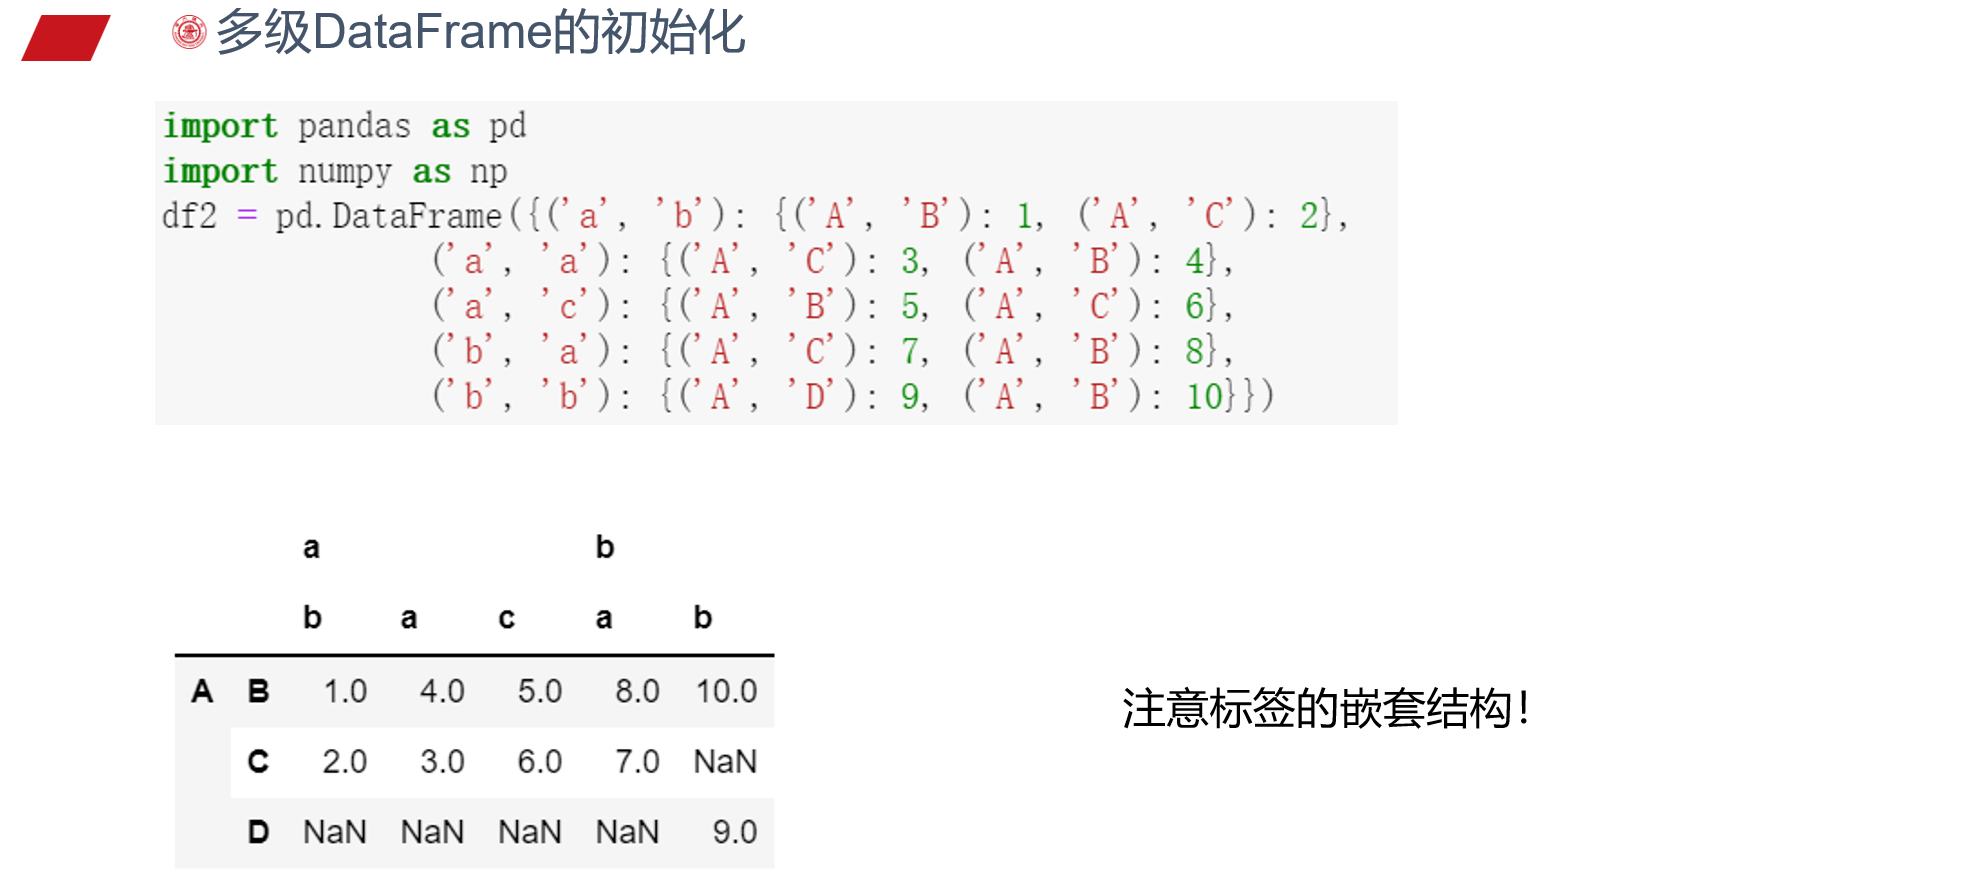 多级DataFrame的初始化
import pandas as pd
import numpy as np
df2 = pd.DataFrame({('a', 'b'): {('A', 'B'): 1, ('A', 'C'): 2},
('a', 'a'): {('A', 'C'): 3, ('A', 'B'): 4},
('a', 'c'): {('A', 'B'): 5, ('A', 'C'): 6},
('b', 'a'): {('A', 'C'): 7, ('A', 'B'): 8},
('b', 'b'): {('A', 'D'): 9, ('A', 'B'): 10}})
a b
b a c a b
A B 1.0 4.0 5.0 8.0 10.0
C 2.0 3.0 6.0 7.0 NaN
D NaN NaN NaN NaN 9.0
注意标签的嵌套结构！